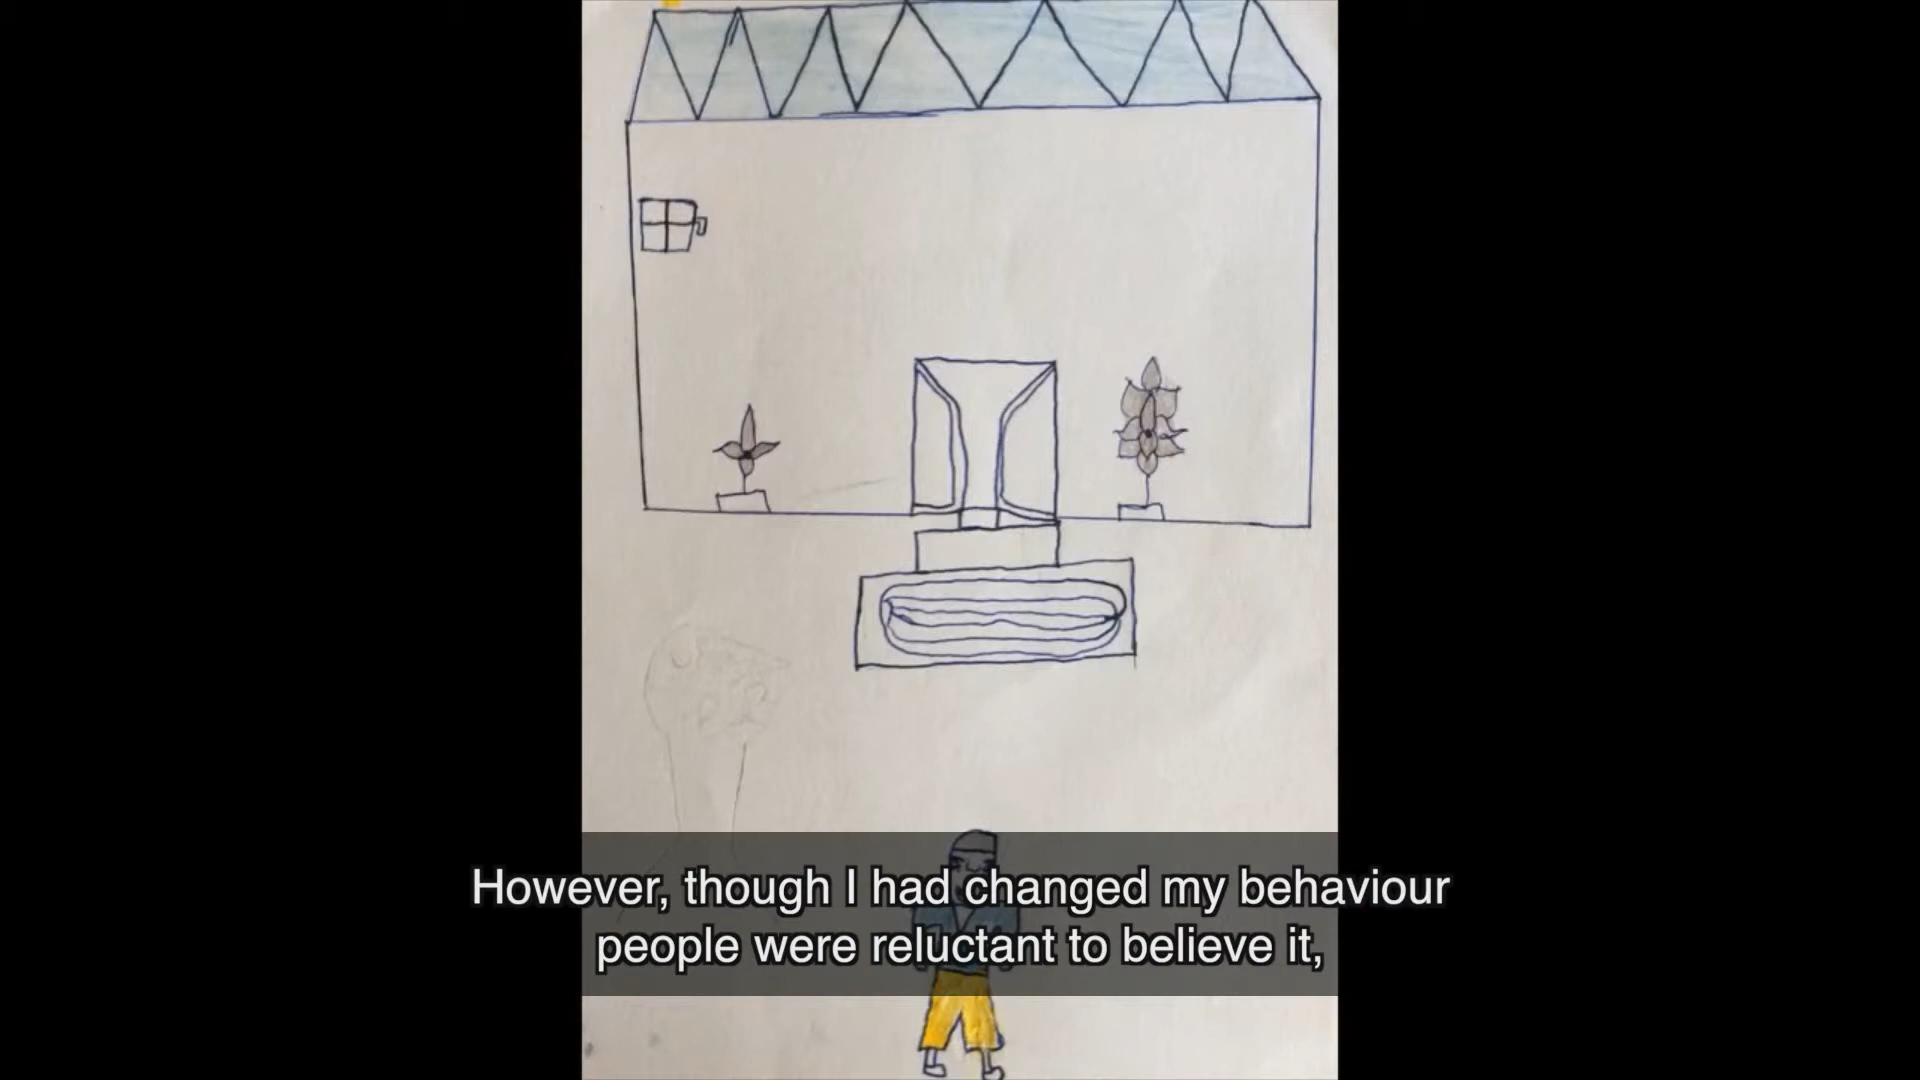 However, though I had changed my behaviour
people were reluctant to believe it,